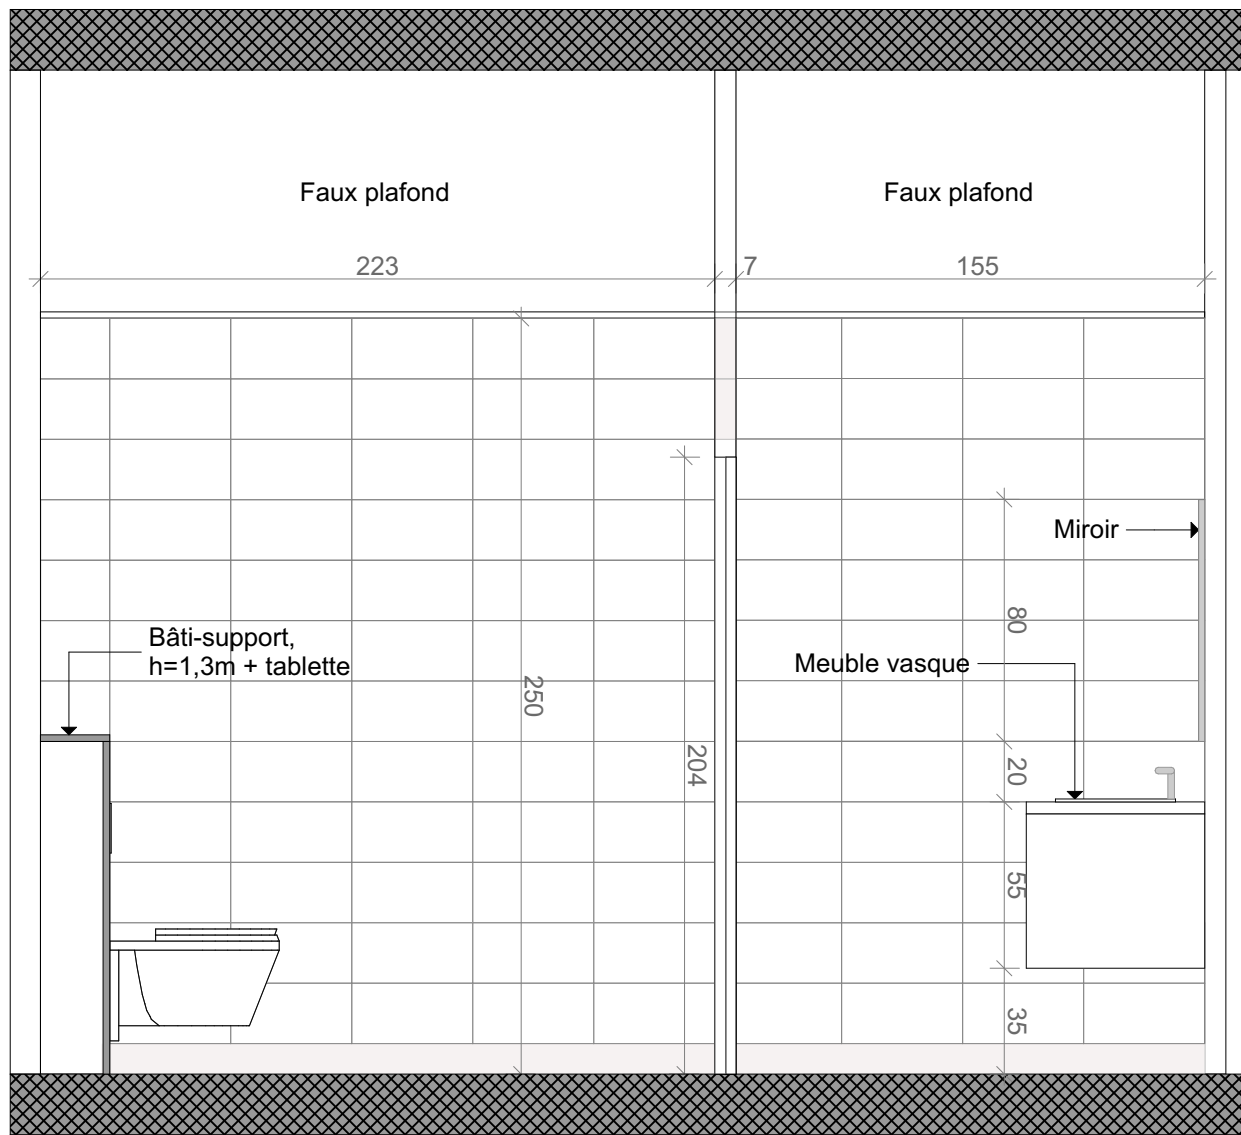 Faux plafond
Faux plafond
223
7
155
Miroir
80
Bâti-support,
h=1,3m + tablette
Meuble vasque
250
204
20
55
35